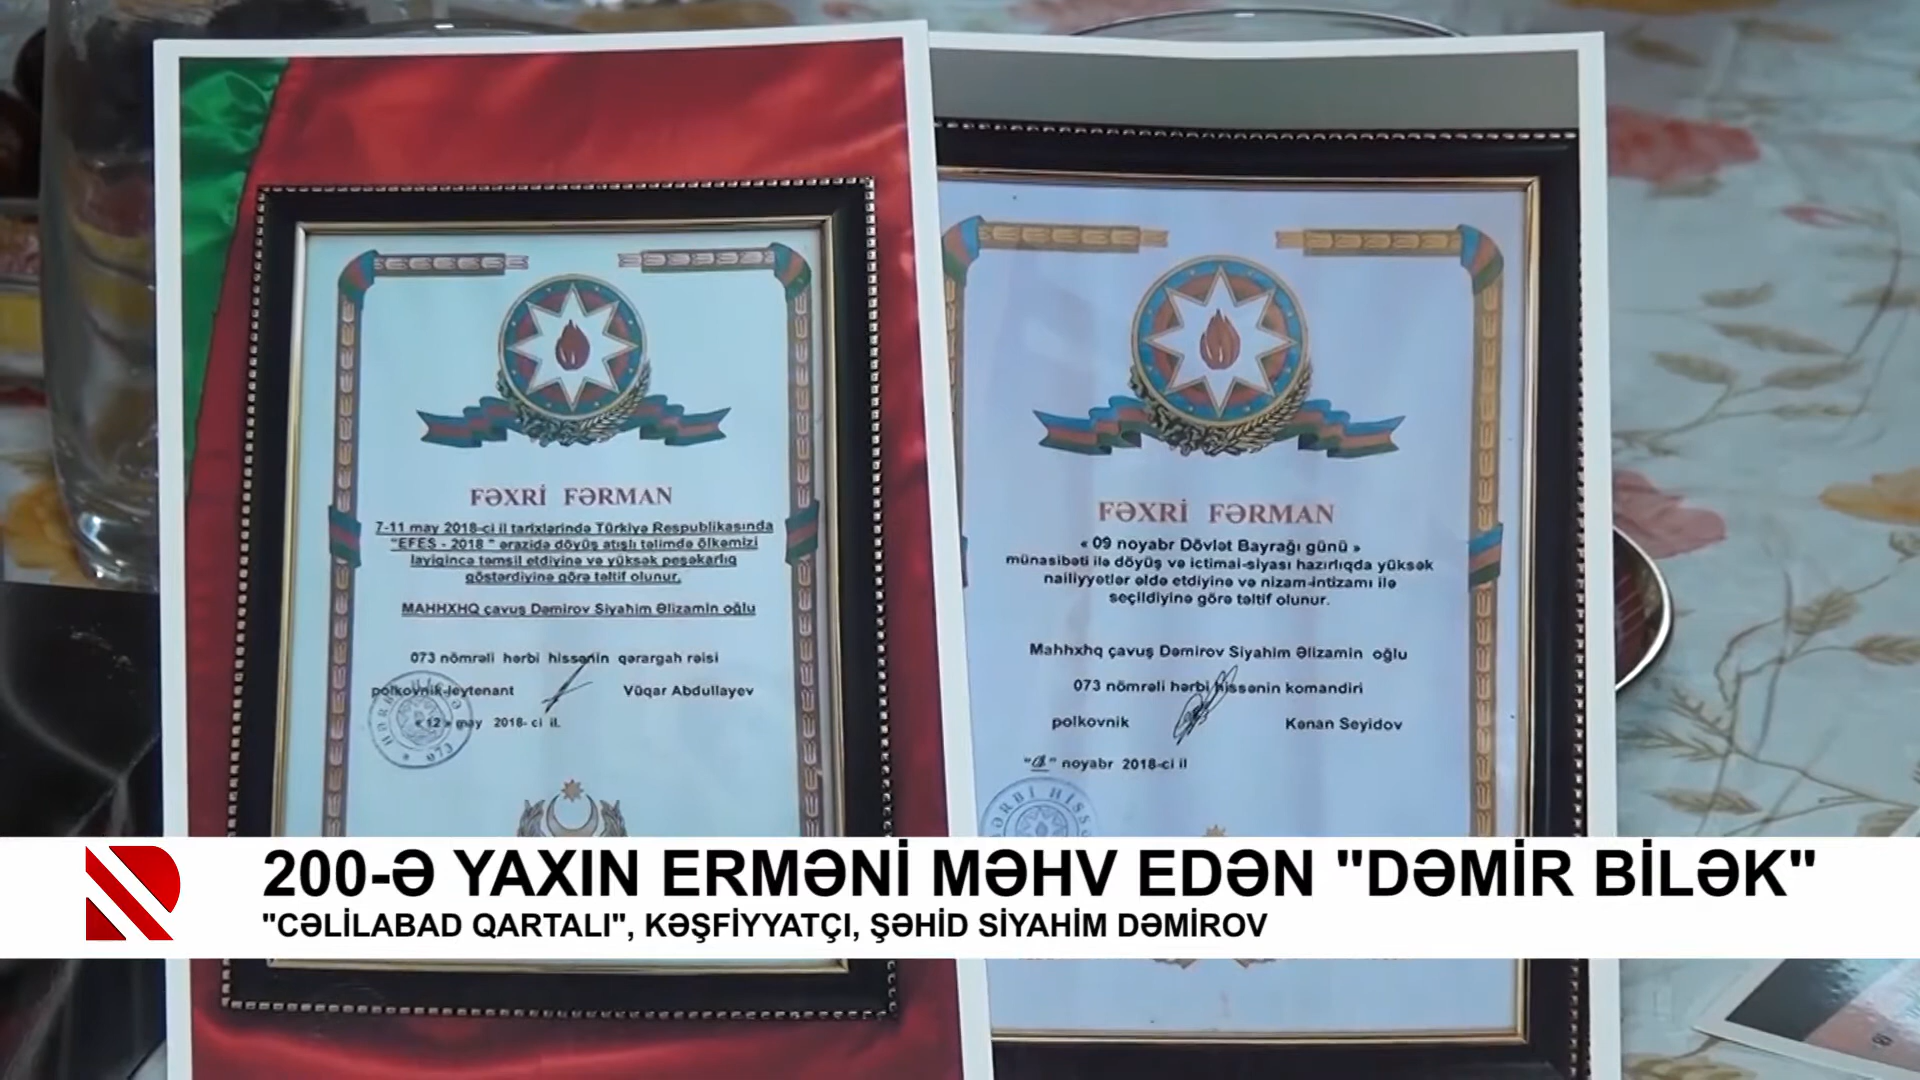 FƏXRİ FƏRMAN
7-11 may 2018-ci il tarixlərində Türkiyə Respublikasında
"EFES - 2018 " ərazidə döyüş atışlı təlimdə ölkəmizi
layigincə təmsil etdiyinə və yüksək peşəkarlıq
göstərdiyinə görə təltif olunur.
MAHHXHQ çavuş Dəmirov Siyahim Əlizamin oğlu
073 nömrəli hərbi hissənin qərargah rəisi
polkovnik-leytenant Vüqar Abdullayev
« 12 » may 2018- ci il.
073
FƏXRİ FƏRMAN
« 09 noyabr Dövlət Bayrağı günü »
münasibəti ilə döyüş və ictimai-siyası hazırlıqda yüksək
nailiyyətlər əldə etdiyinə və nizam-intizamı ilə
seçildiyinə görə təltif olunur.
Mahhxhq çavuş Dəmirov Siyahim Əlizamin oğlu
073 nömrəli hərbi hissənin komandiri
polkovnik Kənan Seyidov
noyabr 2018-ci il
200-Ə YAXIN ERMƏNİ MƏHV EDƏN "DƏMİR BİLƏK"
"CƏLİLABAD QARTALI", KƏŞFİYYATÇI, ŞƏHİD SİYAHİM DƏMİROV